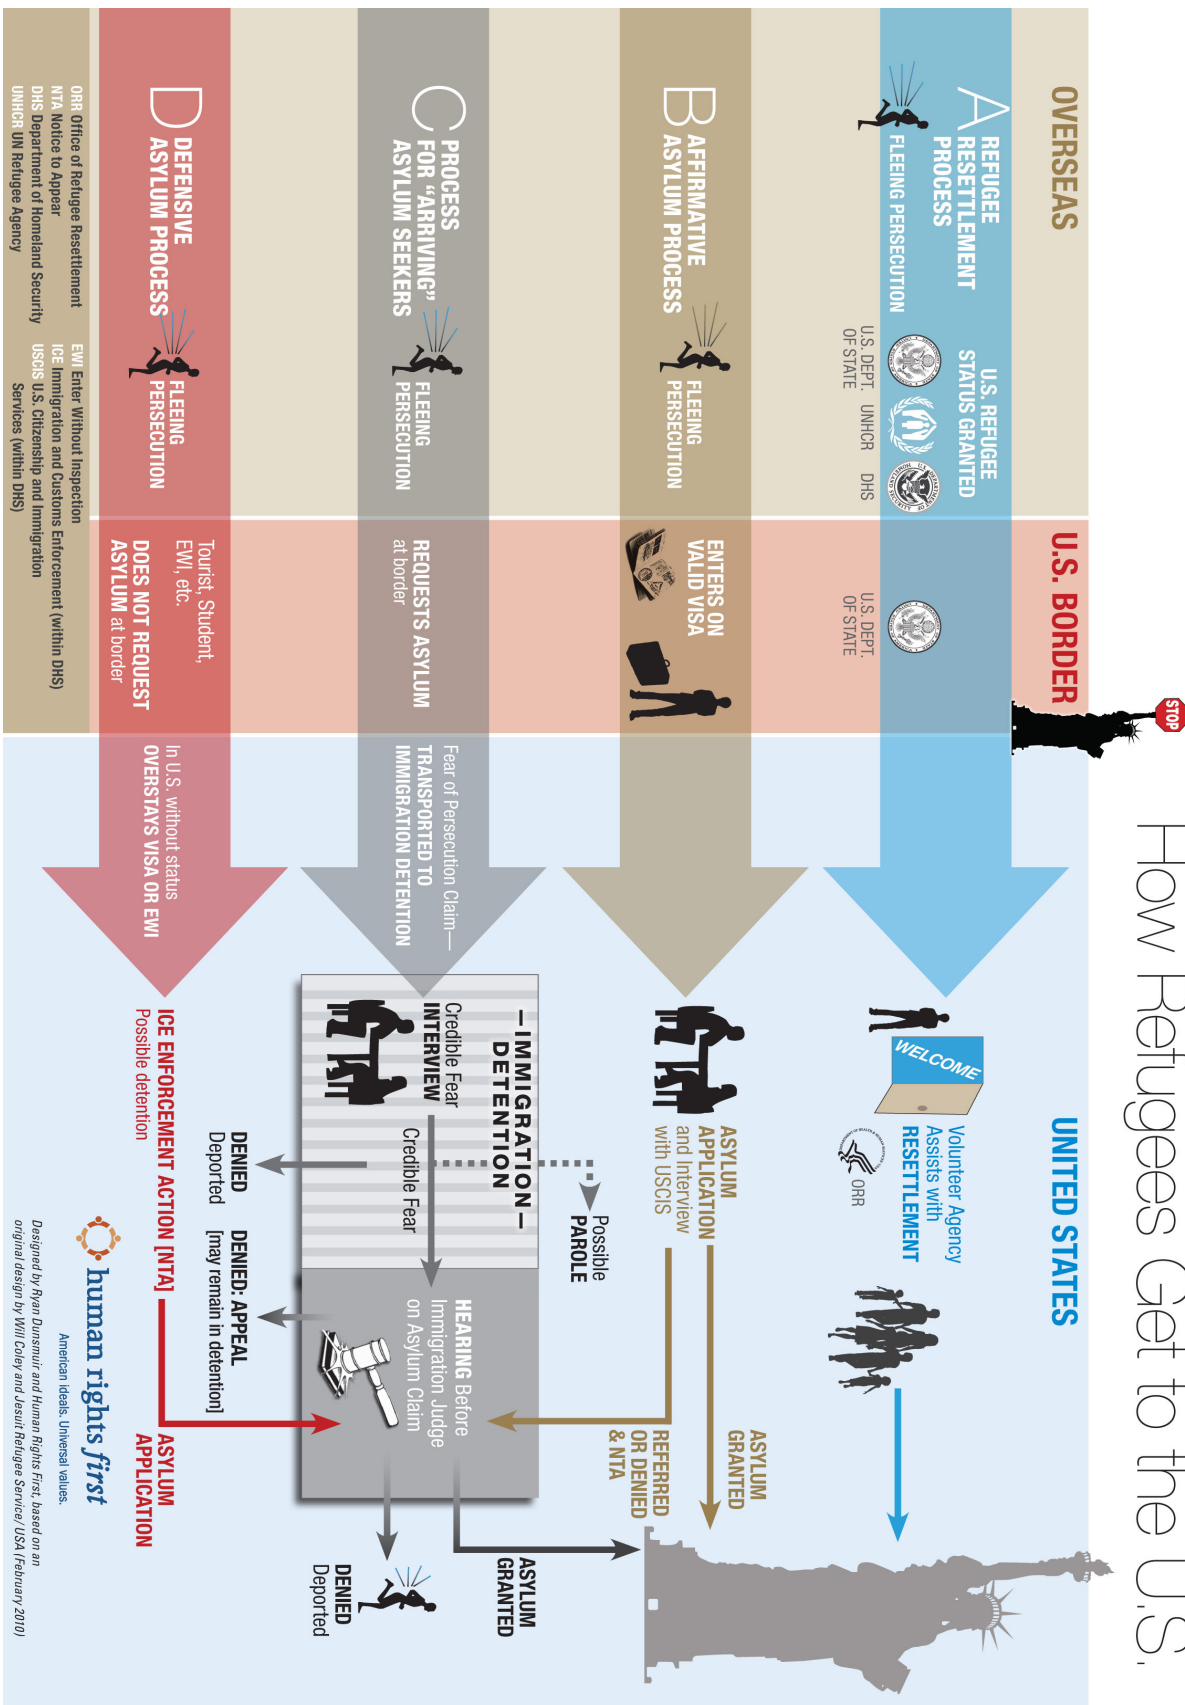 How Refugees Get to the U.S.
STOP
OVERSEAS
U.S. BORDER
UNITED STATES
A
REFUGEE
RESETTLEMENT
PROCESS
FLEEING PERSECUTION
U.S. REFUGEE
STATUS GRANTED
U.S. DEPT.
OF STATE
UNHCR
DHS
U.S. DEPT.
OF STATE
WELCOME
Volunteer Agency
Assists with
RESETTLEMENT
ORR
B
AFFIRMATIVE
ASYLUM PROCESS
FLEEING
PERSECUTION
ENTERS ON
VALID VISA
ASYLUM
APPLICATION
and Interview
with USCIS
ASYLUM
GRANTED
REFERRED
OR DENIED
& NTA
C
PROCESS
FOR “ARRIVING”
ASYLUM SEEKERS
FLEEING
PERSECUTION
REQUESTS ASYLUM
at border
Fear of Persecution Claim—
TRANSPORTED TO
IMMIGRATION DETENTION
—IMMIGRATION—
DETENTION
Credible Fear
INTERVIEW
Credible Fear
Possible
PAROLE
DENIED
Deported
HEARING Before
Immigration Judge
on Asylum Claim
DENIED: APPEAL
[may remain in detention]
ASYLUM
GRANTED
DENIED
Deported
D
DEFENSIVE
ASYLUM PROCESS
FLEEING
PERSECUTION
Tourist, Student,
EWI, etc.
DOES NOT REQUEST
ASYLUM at border
In U.S. without status
OVERSTAYS VISA OR EWI
ICE ENFORCEMENT ACTION [NTA]
Possible detention
ASYLUM
APPLICATION
ORR Office of Refugee Resettlement
NTA Notice to Appear
DHS Department of Homeland Security
UNHCR UN Refugee Agency
EWI Enter Without Inspection
ICE Immigration and Customs Enforcement (within DHS)
USCIS U.S. Citizenship and Immigration
Services (within DHS)
human rights first
American ideals. Universal values.
Designed by Ryan Dunsmuir and Human Rights First, based on an
original design by Will Coley and Jesuit Refugee Service/ USA (February 2010)